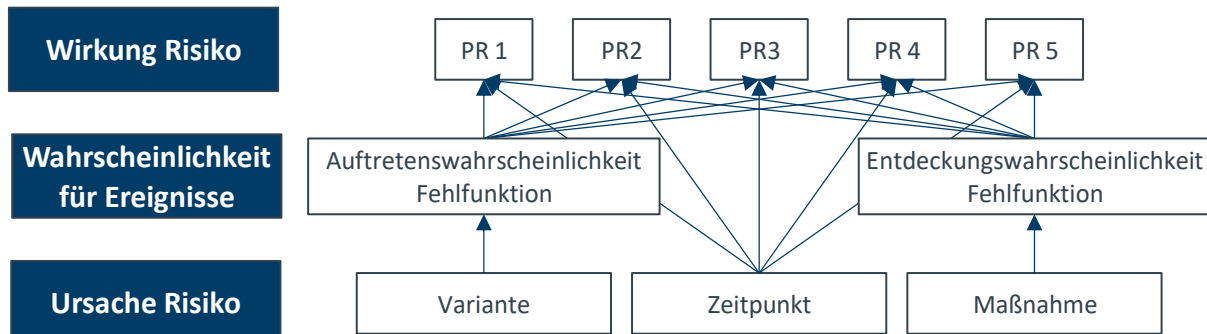 Wirkung Risiko
PR 1
PR2
PR3
PR 4
PR 5
Wahrscheinlichkeit
für Ereignisse
Auftretenswahrscheinlichkeit
Fehlfunktion
Entdeckungswahrscheinlichkeit
Fehlfunktion
Ursache Risiko
Variante
Zeitpunkt
Maßnahme